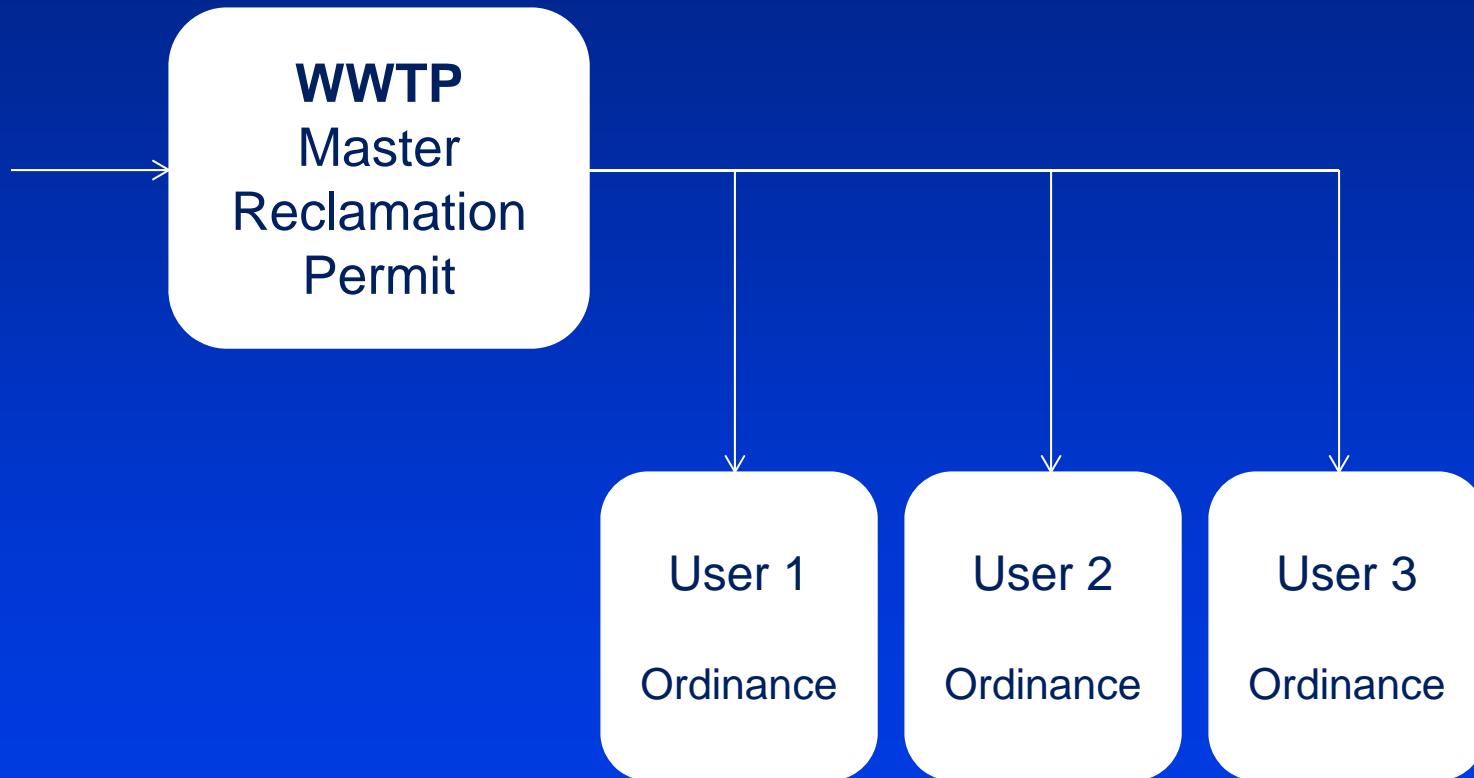 WWTP
Master
Reclamation
Permit
User 1
Ordinance
User 2
Ordinance
User 3
Ordinance